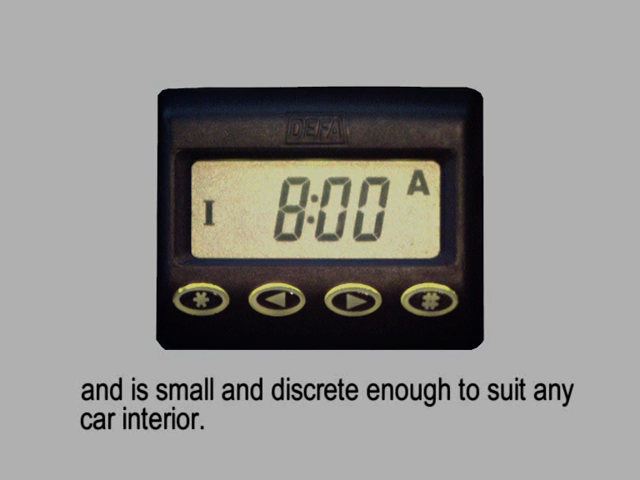 DEFA
I 8:00 A
* ◀ ▶ #
and is small and discrete enough to suit any
car interior.